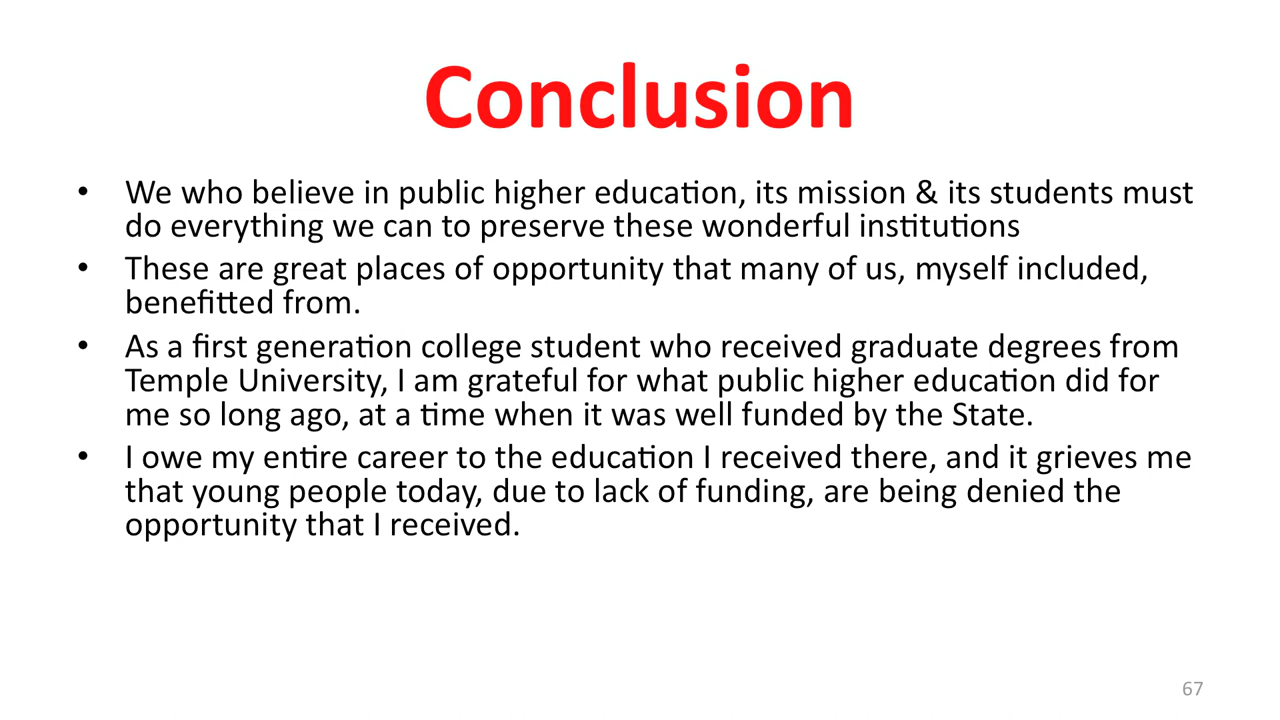 Conclusion
• We who believe in public higher education, its mission & its students must
do everything we can to preserve these wonderful institutions
• These are great places of opportunity that many of us, myself included,
benefitted from.
• As a first generation college student who received graduate degrees from
Temple University, I am grateful for what public higher education did for
me so long ago, at a time when it was well funded by the State.
• I owe my entire career to the education I received there, and it grieves me
that young people today, due to lack of funding, are being denied the
opportunity that I received.
67